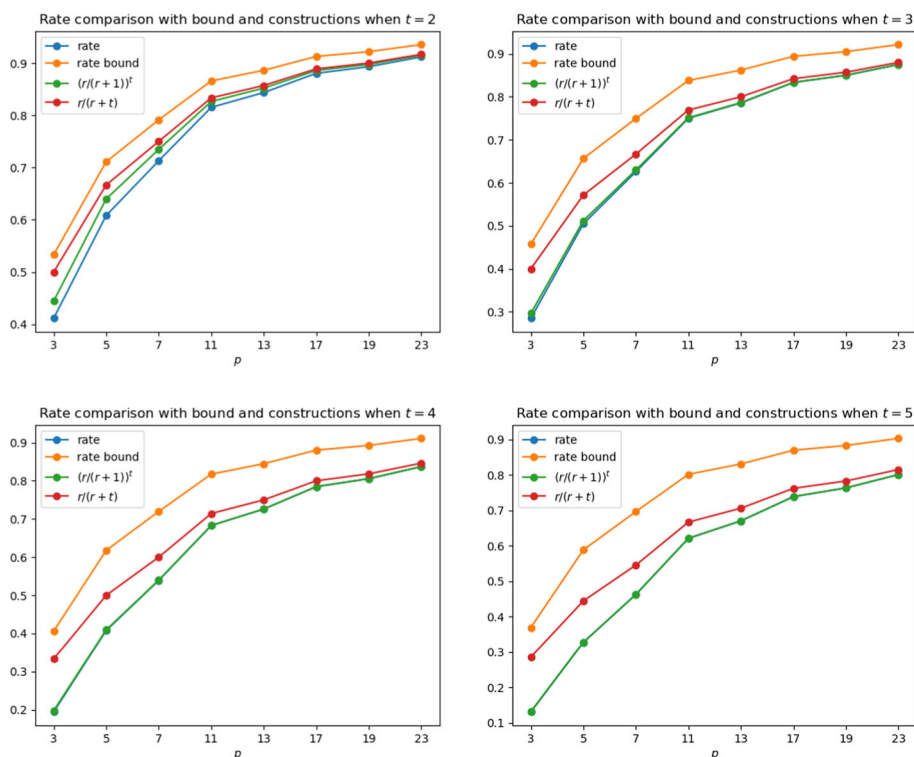 Rate comparison with bound and constructions when t = 2
rate
rate bound
(r/(r + 1))^t
r/(r + t)
0.9
0.8
0.7
0.6
0.5
0.4
3 5 7 11 13 17 19 23
p
Rate comparison with bound and constructions when t = 3
rate
rate bound
(r/(r + 1))^t
r/(r + t)
0.9
0.8
0.7
0.6
0.5
0.4
0.3
3 5 7 11 13 17 19 23
p
Rate comparison with bound and constructions when t = 4
rate
rate bound
(r/(r + 1))^t
r/(r + t)
0.9
0.8
0.7
0.6
0.5
0.4
0.3
0.2
3 5 7 11 13 17 19 23
p
Rate comparison with bound and constructions when t = 5
rate
rate bound
(r/(r + 1))^t
r/(r + t)
0.9
0.8
0.7
0.6
0.5
0.4
0.3
0.2
0.1
3 5 7 11 13 17 19 23
p